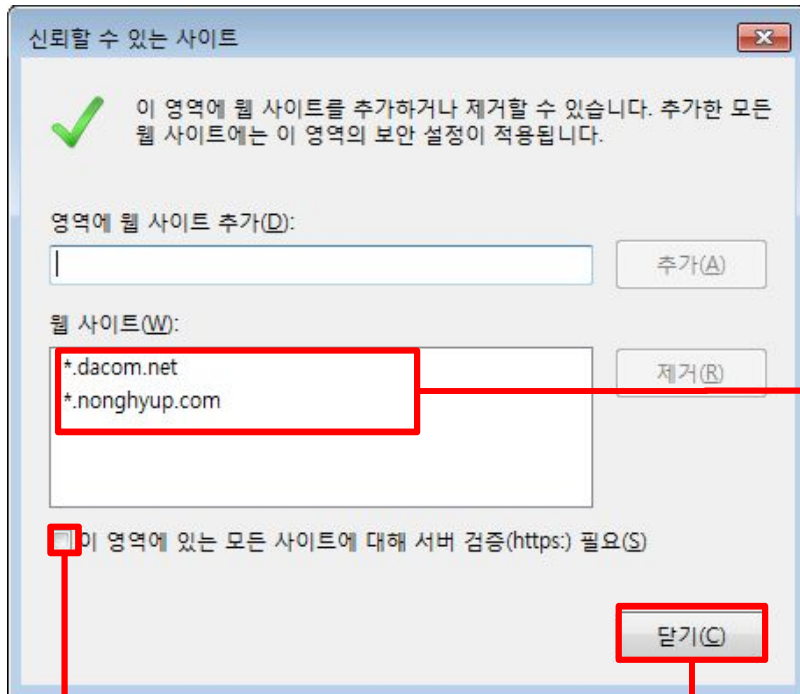 신뢰할 수 있는 사이트
이 영역에 웹 사이트를 추가하거나 제거할 수 있습니다. 추가한 모든
웹 사이트에는 이 영역의 보안 설정이 적용됩니다.
영역에 웹 사이트 추가(D):
추가(A)
웹 사이트(W):
*.dacom.net
*.nonghyup.com
제거(R)
이 영역에 있는 모든 사이트에 대해 서버 검증(https:) 필요(S)
닫기(C)